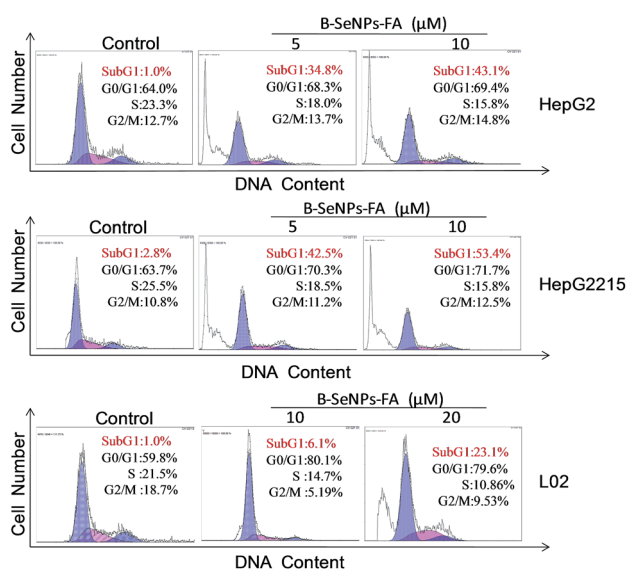 B-SeNPs-FA (μM)
Control 5 10
SubG1:1.0%
G0/G1:64.0%
S:23.3%
G2/M:12.7%
SubG1:34.8%
G0/G1:68.3%
S:18.0%
G2/M:13.7%
SubG1:43.1%
G0/G1:69.4%
S:15.8%
G2/M:14.8%
HepG2
Cell Number
DNA Content
B-SeNPs-FA (μM)
Control 5 10
SubG1:2.8%
G0/G1:63.7%
S:25.5%
G2/M:10.8%
SubG1:42.5%
G0/G1:70.3%
S:18.5%
G2/M:11.2%
SubG1:53.4%
G0/G1:71.7%
S:15.8%
G2/M:12.5%
HepG2215
Cell Number
DNA Content
B-SeNPs-FA (μM)
Control 10 20
SubG1:1.0%
G0/G1:59.8%
S :21.5%
G2/M :18.7%
SubG1:6.1%
G0/G1:80.1%
S :14.7%
G2/M :5.19%
SubG1:23.1%
G0/G1:79.6%
S:10.86%
G2/M:9.53%
L02
Cell Number
DNA Content